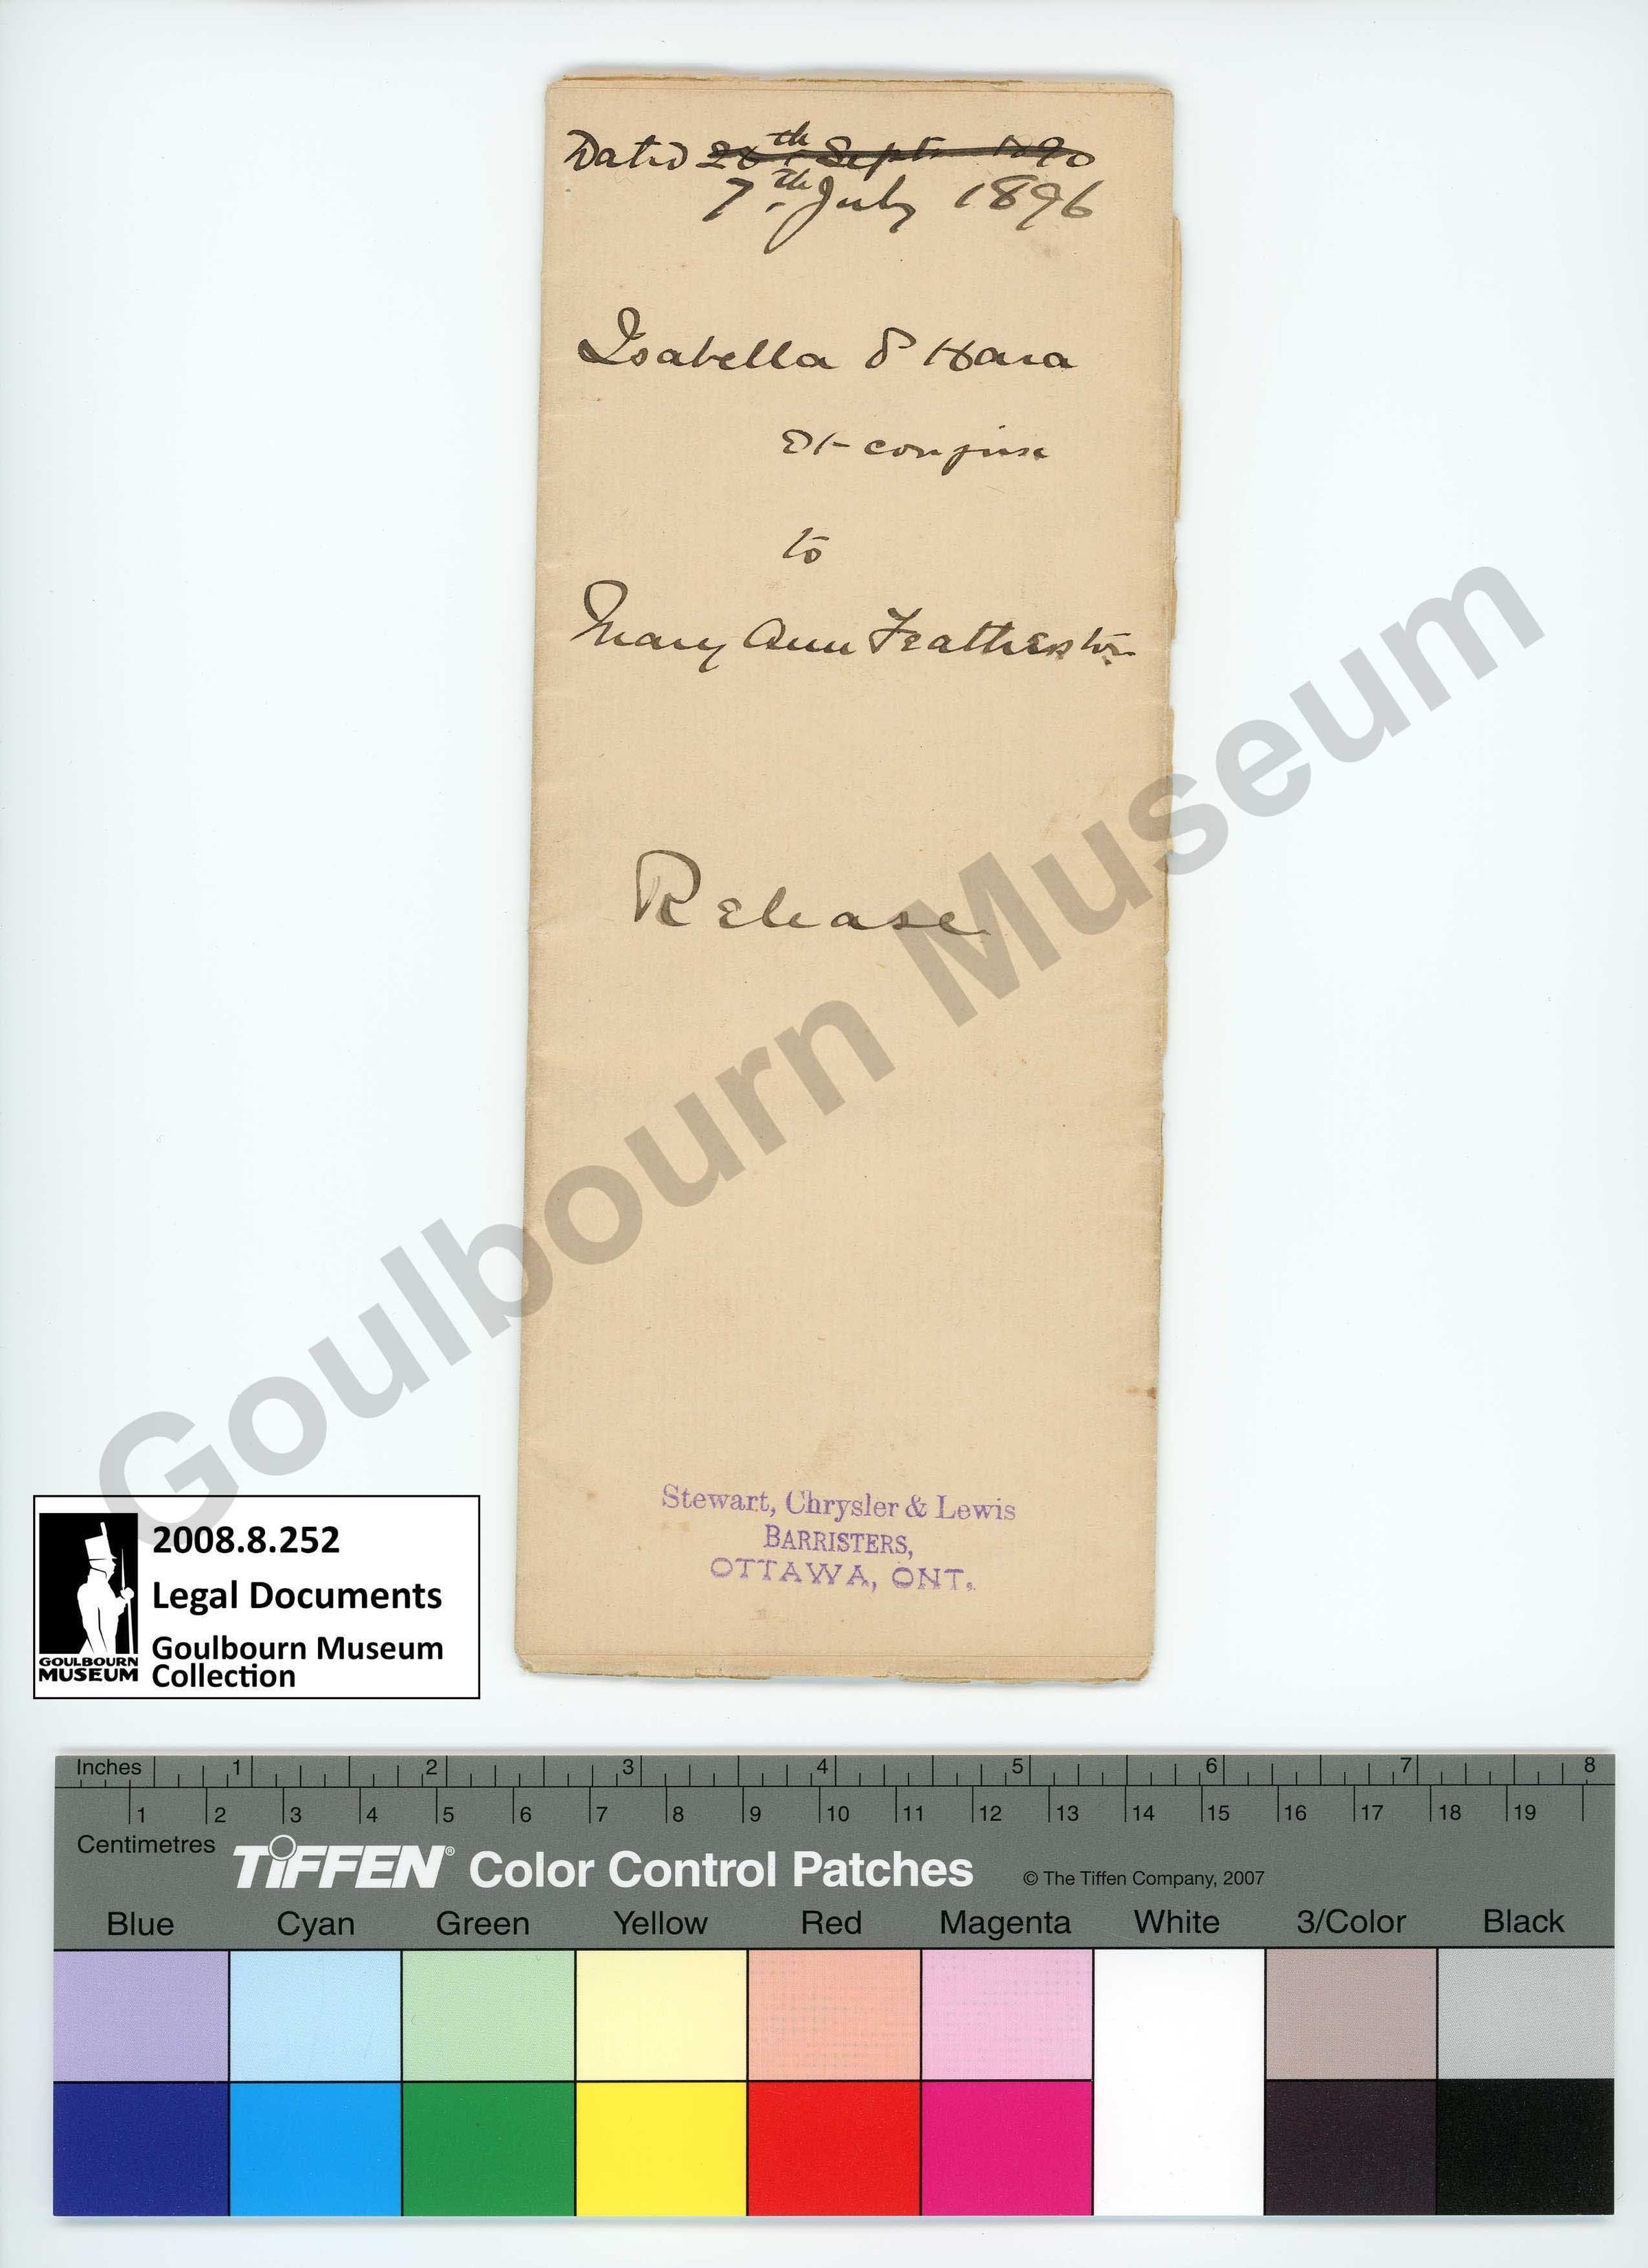 Dated 28th Septr. 1890
7th July 1896
Isabella O'Hara
et conjuse
to
Mary Ann Featherston
Release
Stewart, Chrysler & Lewis
BARRISTERS,
OTTAWA, ONT.
Goulbourn Museum
2008.8.252
Legal Documents
Goulbourn Museum
Collection
GOULBOURN
MUSEUM
Inches 1 2 3 4 5 6 7 8
1 2 3 4 5 6 7 8 9 10 11 12 13 14 15 16 17 18 19
Centimetres
TIFFEN® Color Control Patches © The Tiffen Company, 2007
Blue Cyan Green Yellow Red Magenta White 3/Color Black